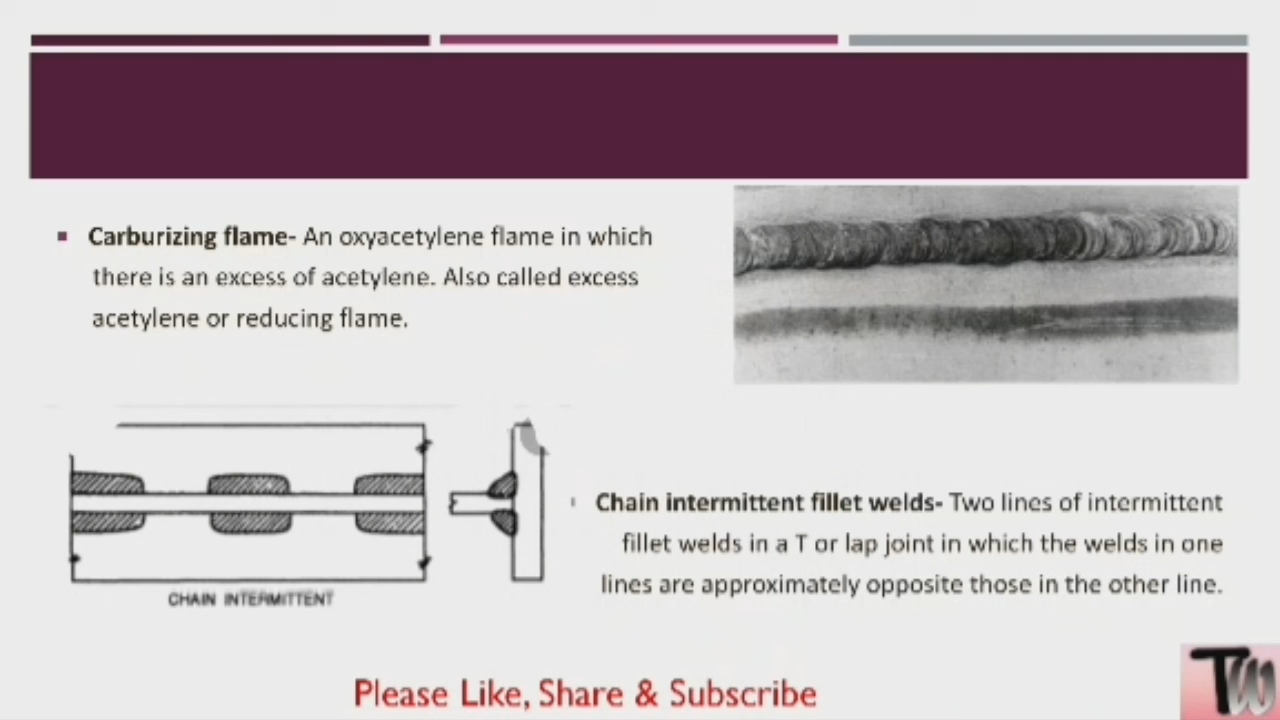 Carburizing flame- An oxyacetylene flame in which
there is an excess of acetylene. Also called excess
acetylene or reducing flame.
CHAIN INTERMITTENT
Chain intermittent fillet welds- Two lines of intermittent
fillet welds in a T or lap joint in which the welds in one
lines are approximately opposite those in the other line.
Please Like, Share & Subscribe
TW